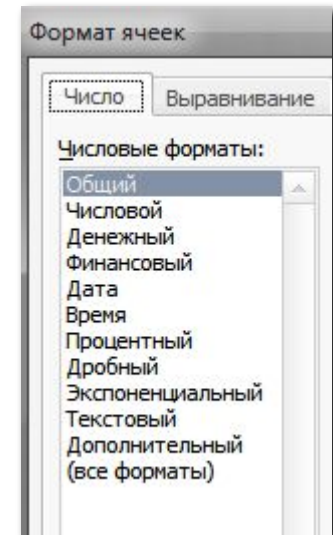 Формат ячеек
Число Выравнивание
Числовые форматы:
Общий
Числовой
Денежный
Финансовый
Дата
Время
Процентный
Дробный
Экспоненциальный
Текстовый
Дополнительный
(все форматы)